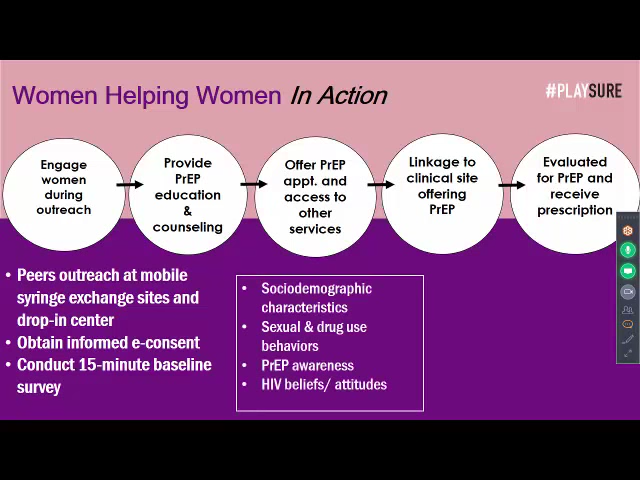 Women Helping Women In Action
#PLAYSURE
Engage
women
during
outreach
Provide
PrEP
education
&
counseling
Offer PrEP
appt. and
access to
other
services
Linkage to
clinical site
offering
PrEP
Evaluated
for PrEP and
receive
prescription
• Peers outreach at mobile
syringe exchange sites and
drop-in center
• Obtain informed e-consent
• Conduct 15-minute baseline
survey
• Sociodemographic
characteristics
• Sexual & drug use
behaviors
• PrEP awareness
• HIV beliefs/ attitudes